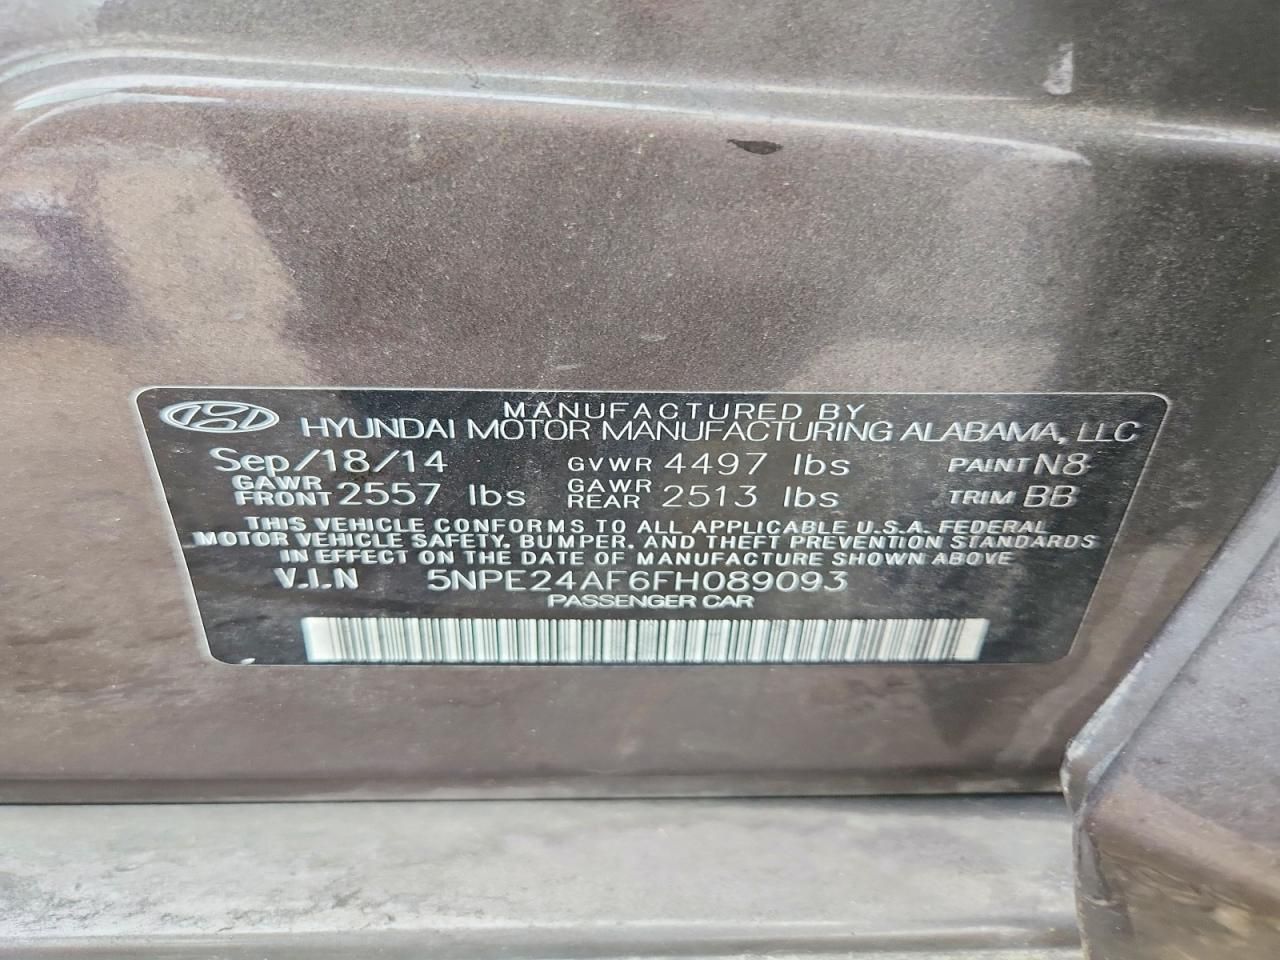 MANUFACTURED BY
HYUNDAI MOTOR MANUFACTURING ALABAMA, LLC
Sep/18/14 GVWR 4497 lbs PAINT N8
GAWR FRONT 2557 lbs GAWR REAR 2513 lbs TRIM BB
THIS VEHICLE CONFORMS TO ALL APPLICABLE U.S.A. FEDERAL
MOTOR VEHICLE SAFETY, BUMPER, AND THEFT PREVENTION STANDARDS
IN EFFECT ON THE DATE OF MANUFACTURE SHOWN ABOVE
V.I.N 5NPE24AF6FH089093
PASSENGER CAR